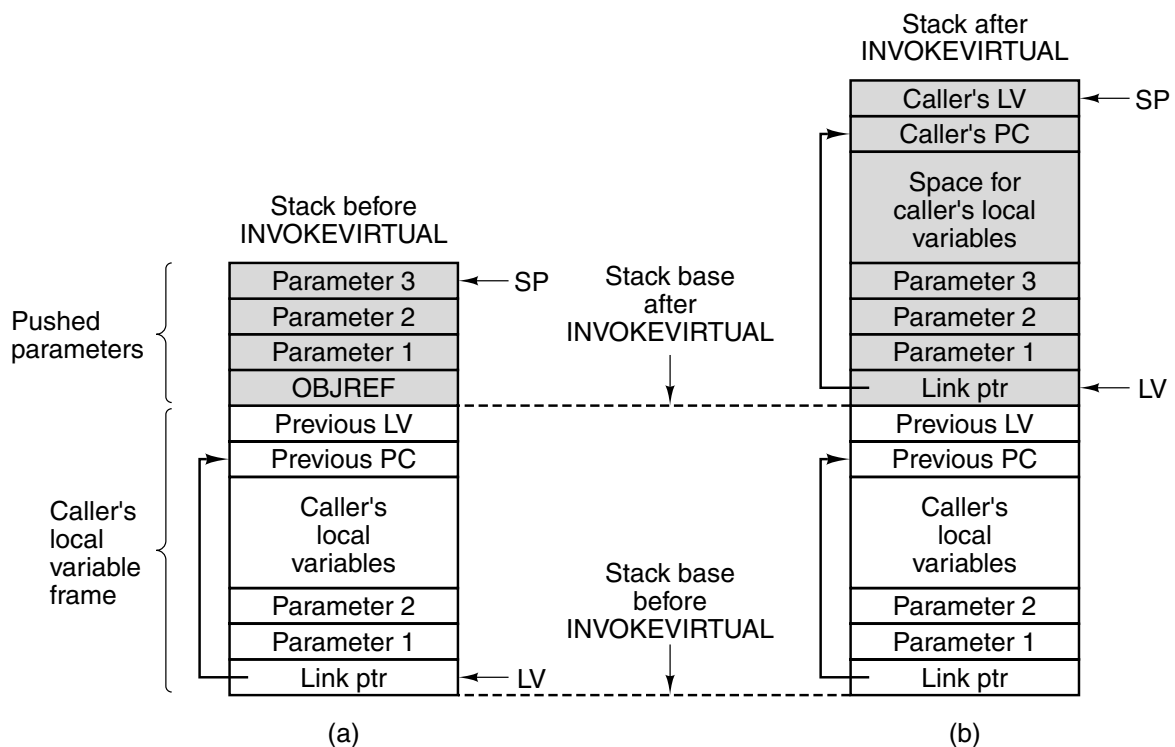 Stack after
INVOKEVIRTUAL
Caller's LV
SP
Caller's PC
Space for
caller's local
variables
Parameter 3
Parameter 2
Parameter 1
Link ptr
LV
Previous LV
Previous PC
Caller's
local
variables
Parameter 2
Parameter 1
Link ptr
(b)
Stack before
INVOKEVIRTUAL
Parameter 3
SP
Parameter 2
Parameter 1
OBJREF
Previous LV
Previous PC
Caller's
local
variables
Parameter 2
Parameter 1
Link ptr
LV
(a)
Pushed
parameters
Caller's
local
variable
frame
Stack base
after
INVOKEVIRTUAL
Stack base
before
INVOKEVIRTUAL